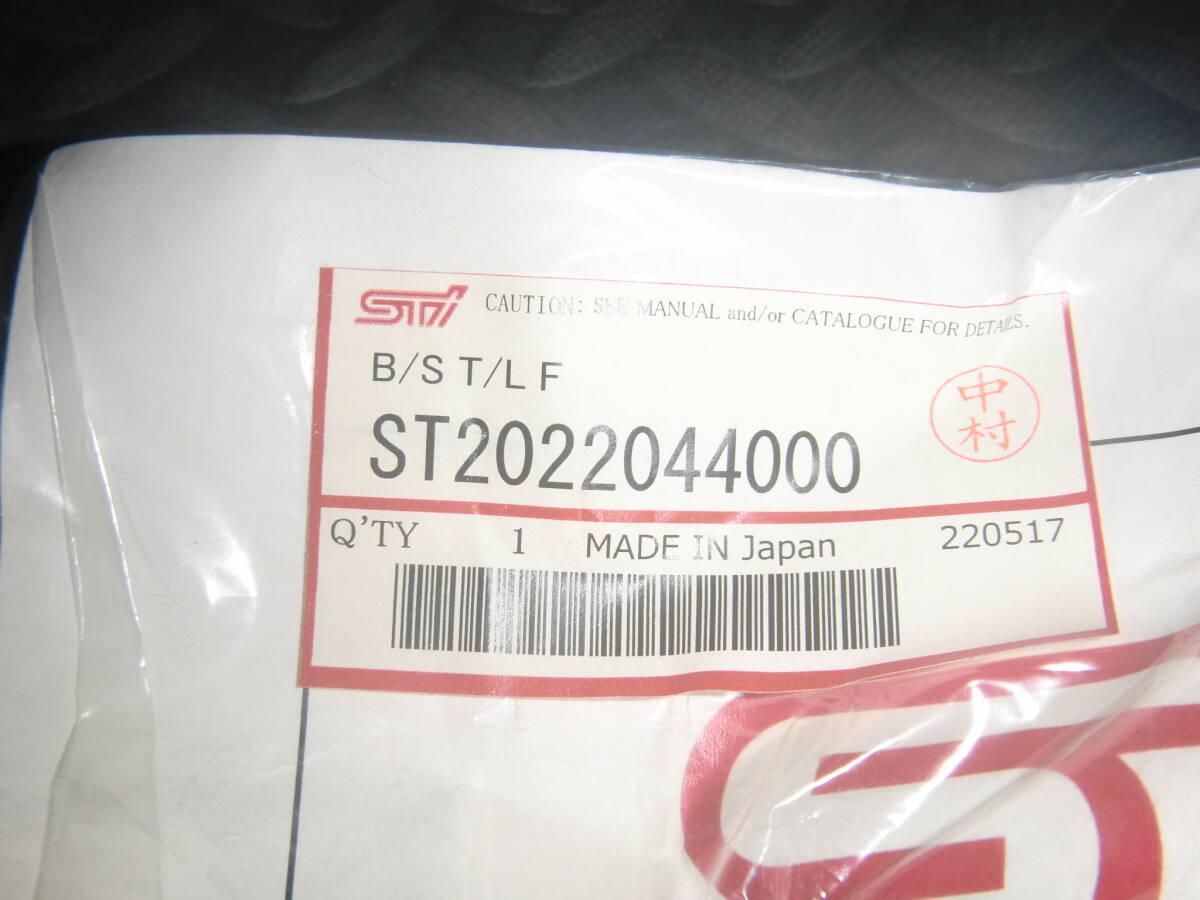 STi CAUTION: SEE MANUAL and/or CATALOGUE FOR DETAILS.
B/S T/L F
ST2022044000
中村
Q'TY 1 MADE IN Japan 220517